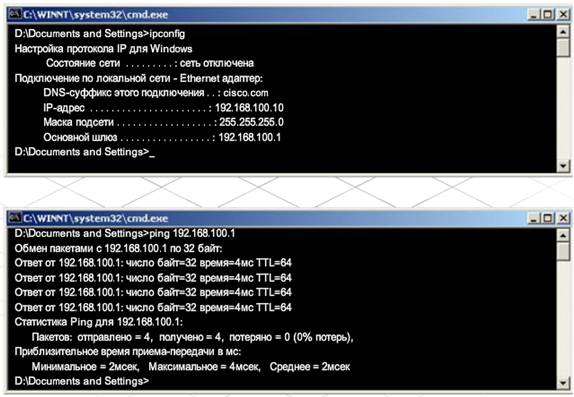 C:\WINNT\system32\cmd.exe
D:\Documents and Settings>ipconfig
Настройка протокола IP для Windows
Состояние сети . . . . . . . . . : сеть отключена
Подключение по локальной сети - Ethernet адаптер:
DNS-суффикс этого подключения . . : cisco.com
IP-адрес . . . . . . . . . . . . . . . . . . . . . . : 192.168.100.10
Маска подсети . . . . . . . . . . . . . . . . . . : 255.255.255.0
Основной шлюз . . . . . . . . . . . . . . . . . : 192.168.100.1
D:\Documents and Settings>_
C:\WINNT\system32\cmd.exe
D:\Documents and Settings>ping 192.168.100.1
Обмен пакетами с 192.168.100.1 по 32 байт:
Ответ от 192.168.100.1: число байт=32 время=4мс TTL=64
Ответ от 192.168.100.1: число байт=32 время=4мс TTL=64
Ответ от 192.168.100.1: число байт=32 время=4мс TTL=64
Ответ от 192.168.100.1: число байт=32 время=4мс TTL=64
Статистика Ping для 192.168.100.1:
Пакетов: отправлено = 4, получено = 4, потеряно = 0 (0% потерь),
Приблизительное время приема-передачи в мс:
Минимальное = 2мсек, Максимальное = 4мсек, Среднее = 2мсек
D:\Documents and Settings>